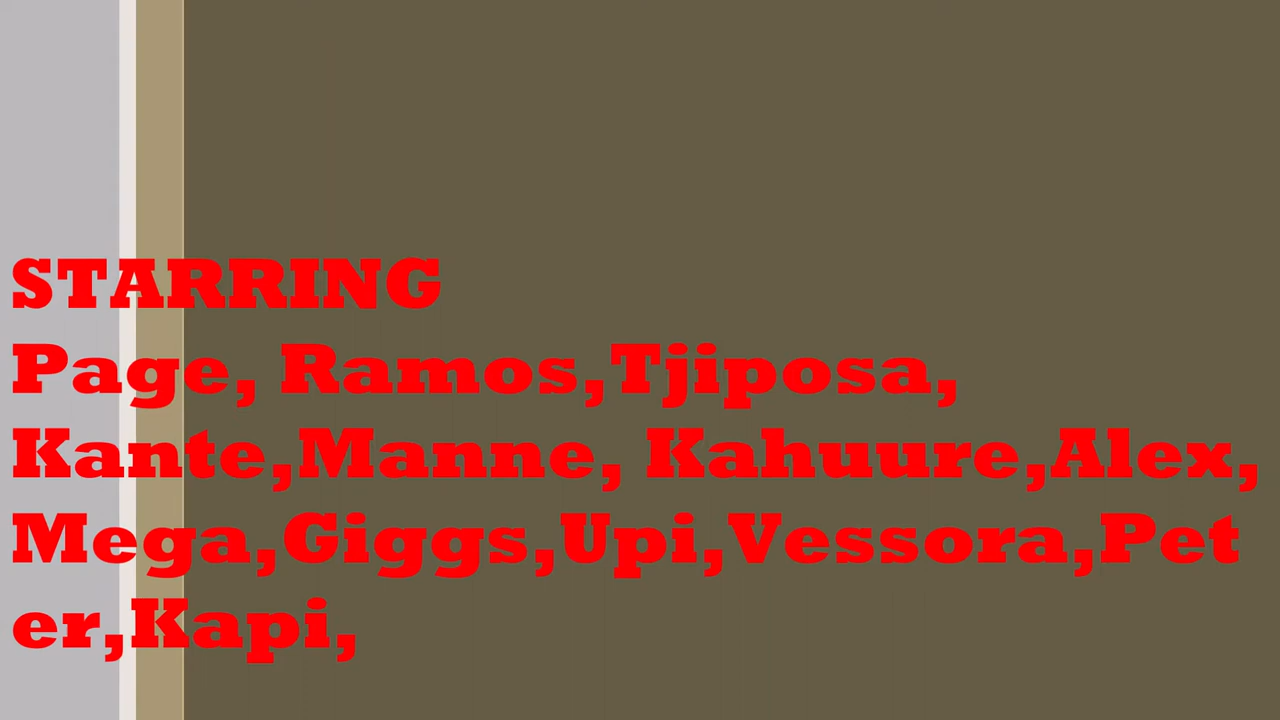 STARRING
Page, Ramos,Tjiposa,
Kante,Manne, Kahuure,Alex,
Mega,Giggs,Upi,Vessora,Pet
er,Kapi,